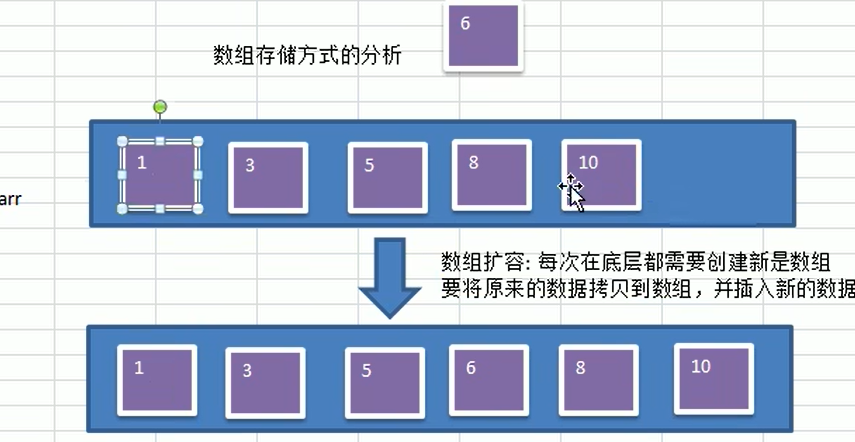 6
数组存储方式的分析
1 3 5 8 10
arr
数组扩容: 每次在底层都需要创建新是数组
要将原来的数据拷贝到数组，并插入新的数据
1 3 5 6 8 10